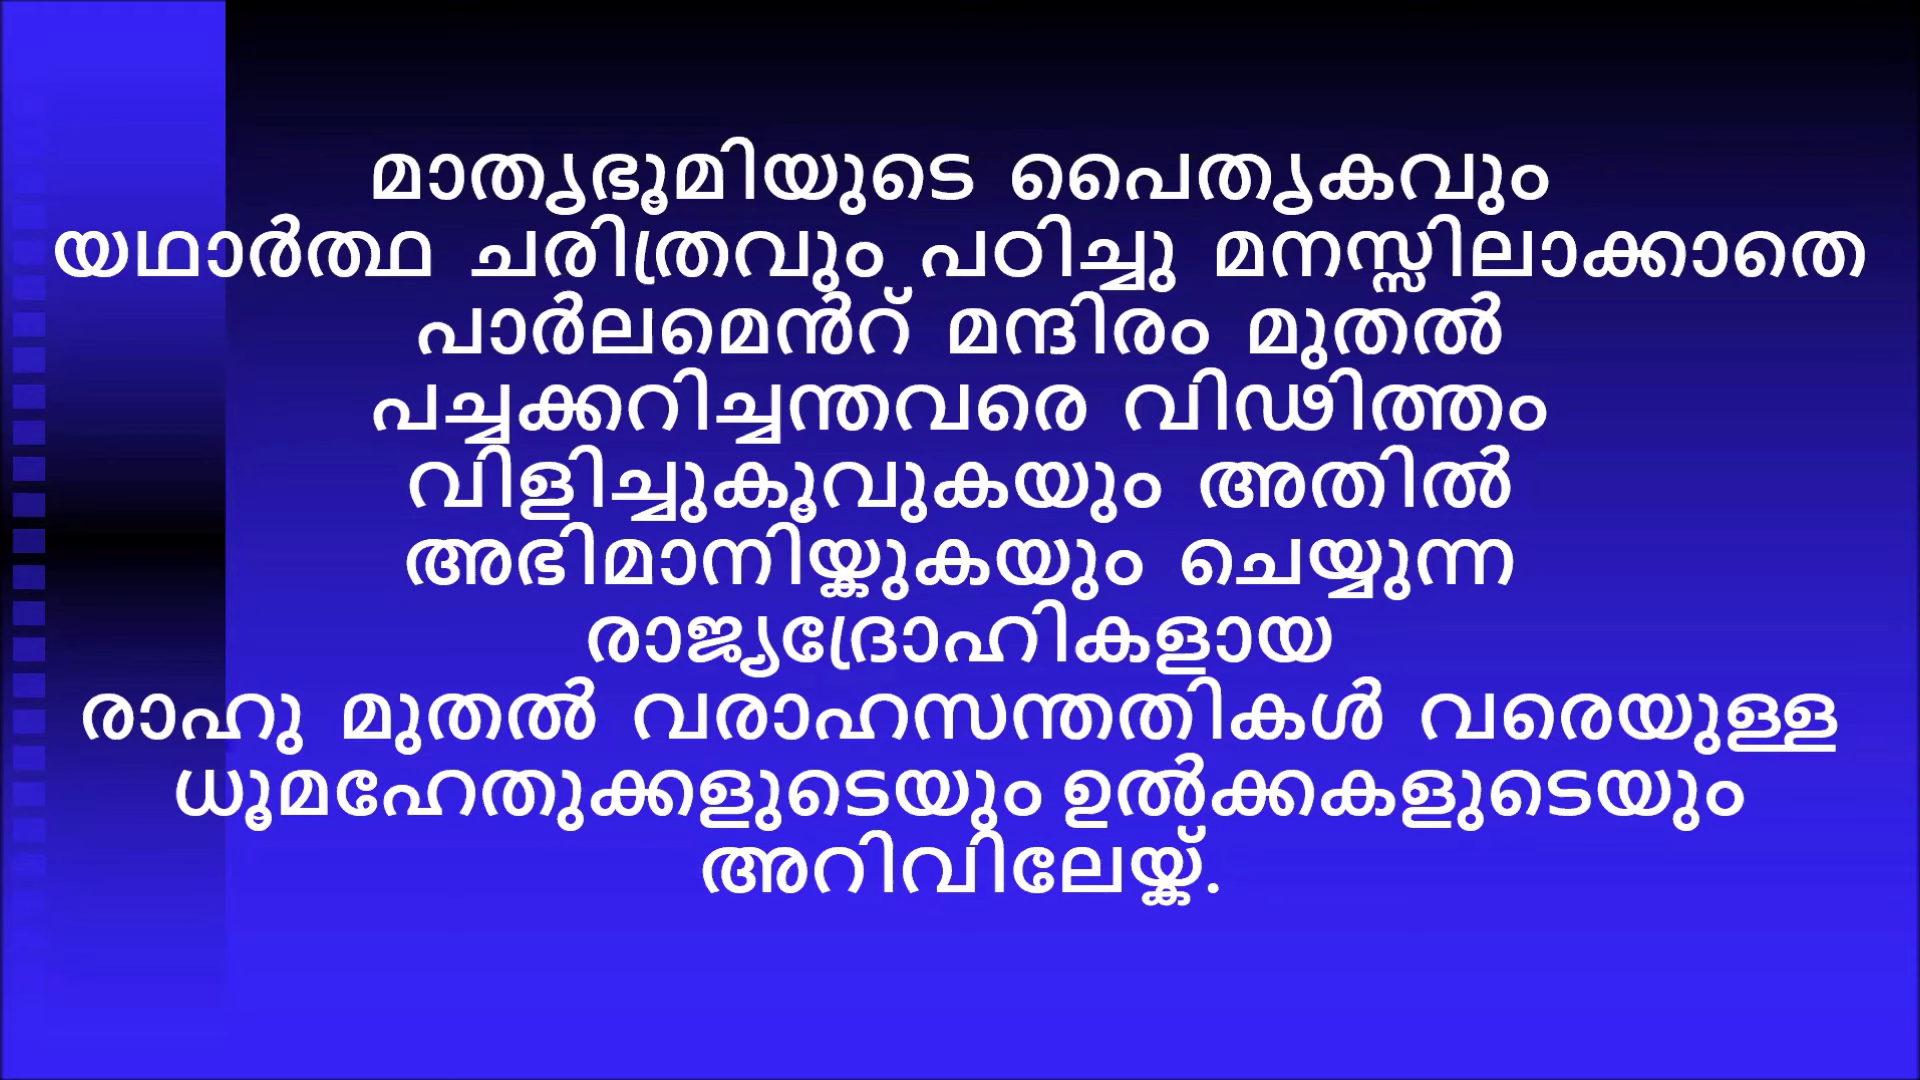 മാതൃഭൂമിയുടെ പൈതൃകവും
യഥാർത്ഥ ചരിത്രവും പഠിച്ചു മനസ്സിലാക്കാതെ
പാർലമെൻറ് മന്ദിരം മുതൽ
പച്ചക്കറിച്ചന്തവരെ വിഢിത്തം
വിളിച്ചുകൂവുകയും അതിൽ
അഭിമാനിയ്ക്കുകയും ചെയ്യുന്ന
രാജ്യദ്രോഹികളായ
രാഹു മുതൽ വരാഹസന്തതികൾ വരെയുള്ള
ധൂമഹേതുക്കളുടെയും ഉൽക്കകളുടെയും
അറിവിലേയ്ക്ക്.